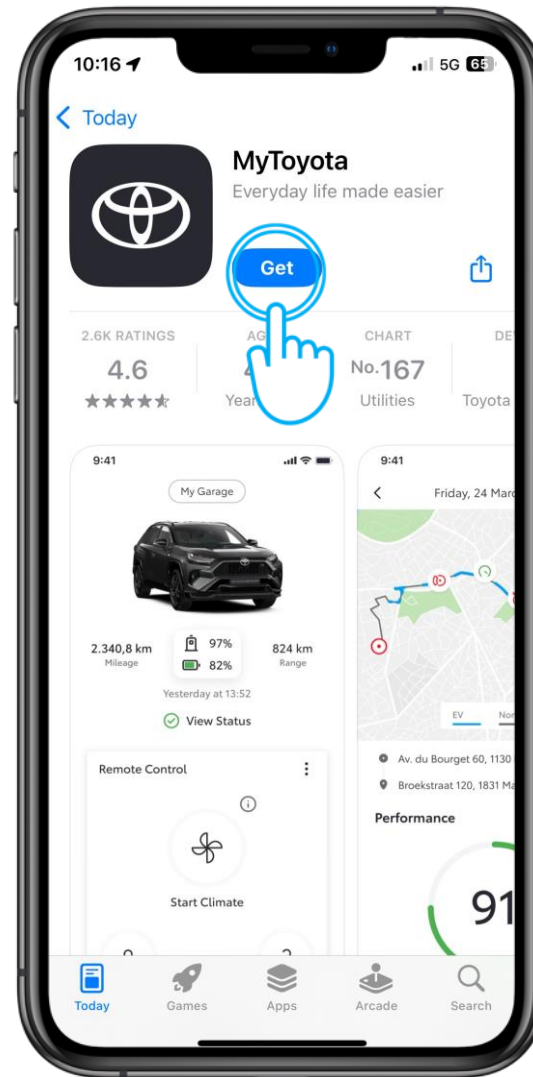 10:16
5G 65
Today
MyToyota
Everyday life made easier
Get
2.6K RATINGS
4.6
CHART
No.167
Utilities
Toyota
9:41
My Garage
2.340,8 km
Mileage
97%
82%
824 km
Range
Yesterday at 13:52
View Status
Remote Control
Start Climate
9:41
Friday, 24
EV
Av. du Bourget 60, 1130
Broekstraat 120, 1831
Performance
91
Today
Games
Apps
Arcade
Search